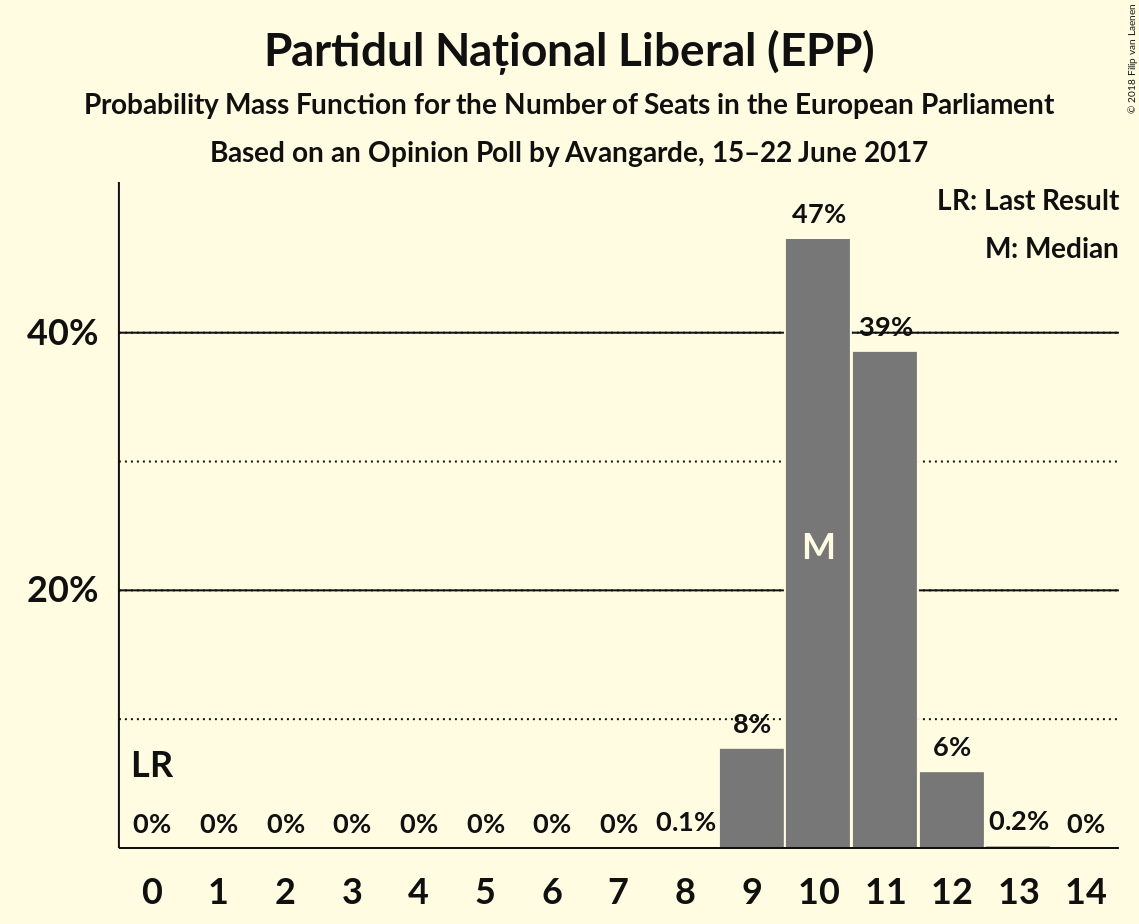 Partidul Național Liberal (EPP)
Probability Mass Function for the Number of Seats in the European Parliament
Based on an Opinion Poll by Avangarde, 15–22 June 2017
© 2018 Filip van Laenen
LR: Last Result
M: Median
47%
39%
40%
M
20%
8%
6%
LR
0% 0% 0% 0% 0% 0% 0% 0% 0.1% 0.2% 0%
0 1 2 3 4 5 6 7 8 9 10 11 12 13 14